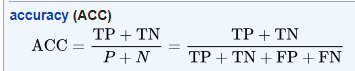 accuracy (ACC)
ACC = (TP + TN) / (P + N) = (TP + TN) / (TP + TN + FP + FN)